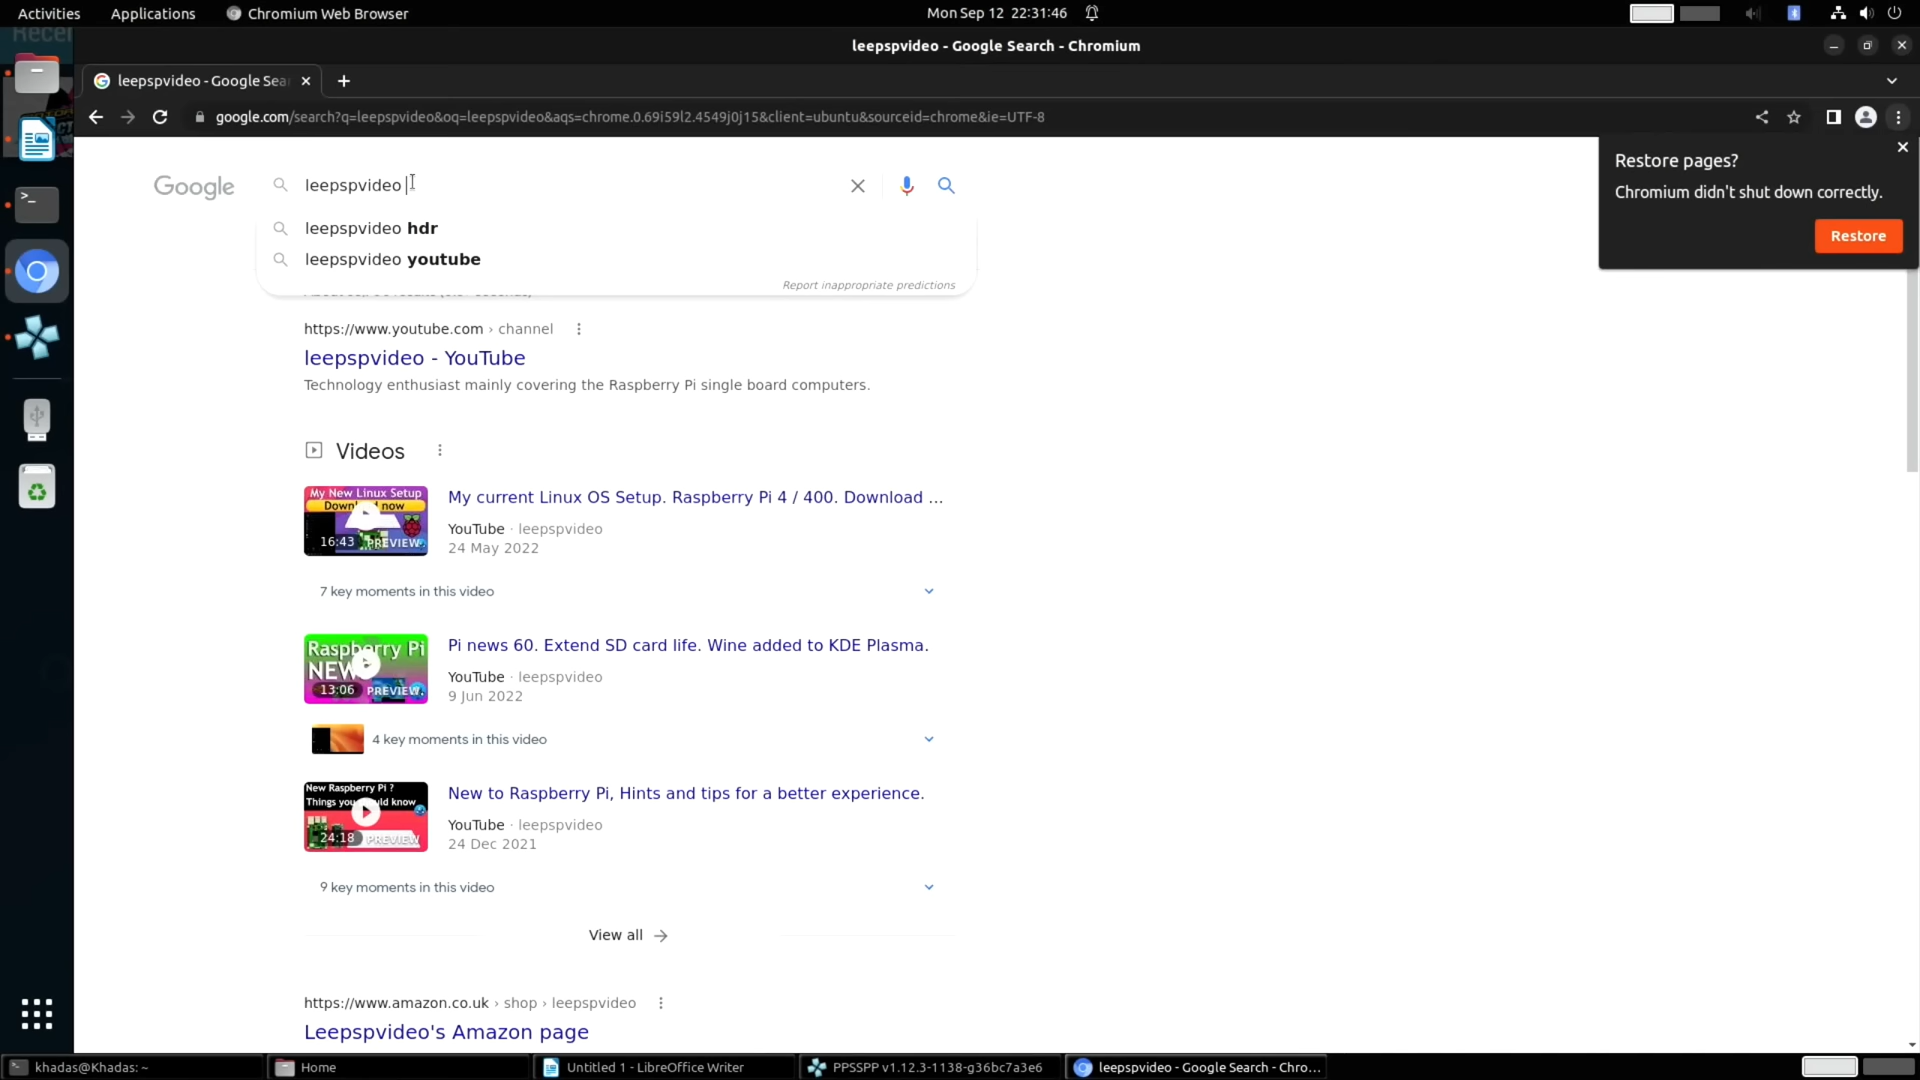 Activities
Applications
Chromium Web Browser
Mon Sep 12 22:31:46
leepspvideo - Google Search - Chromium
leepspvideo - Google Sea
google.com/search?q=leepspvideo&oq=leepspvideo&aqs=chrome.0.69i59l2.4549j0j15&client=ubuntu&sourceid=chrome&ie=UTF-8
Restore pages?
Chromium didn't shut down correctly.
Restore
Google
leepspvideo
leepspvideo hdr
leepspvideo youtube
Report inappropriate predictions
https://www.youtube.com › channel
leepspvideo - YouTube
Technology enthusiast mainly covering the Raspberry Pi single board computers.
Videos
My New Linux Setup
now
16:43 PREVIEW
My current Linux OS Setup. Raspberry Pi 4 / 400. Download ...
YouTube · leepspvideo
24 May 2022
7 key moments in this video
Raspberry Pi
NEW
13:06 PREVIEW
Pi news 60. Extend SD card life. Wine added to KDE Plasma.
YouTube · leepspvideo
9 Jun 2022
4 key moments in this video
New Raspberry Pi ?
Things you know
24:18 PREVIEW
New to Raspberry Pi, Hints and tips for a better experience.
YouTube · leepspvideo
24 Dec 2021
9 key moments in this video
View all
https://www.amazon.co.uk › shop › leepspvideo
Leepspvideo's Amazon page
khadas@Khadas: ~
Home
Untitled 1 - LibreOffice Writer
PPSSPP v1.12.3-1138-g36bc7a3e6
leepspvideo - Google Search - Chro...